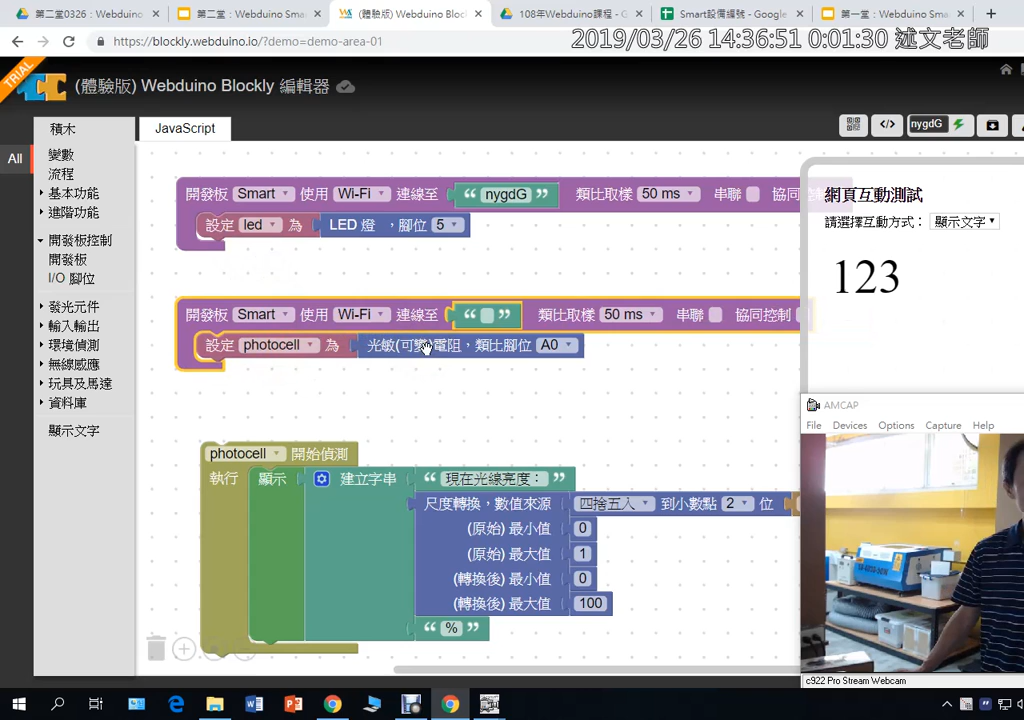 第二堂0326：Webduino
第二堂：Webduino Sma
(體驗版) Webduino Bloc
108年Webduino課程 - G
Smart設備編號 - Google
第一堂：Webduino Sma
https://blockly.webduino.io/?demo=demo-area-01
2019/03/26 14:36:51 0:01:30 述文老師
TRIAL
(體驗版) Webduino Blockly 編輯器
積木
JavaScript
nygdG
All
變數
流程
基本功能
進階功能
開發板控制
開發板
I/O 腳位
發光元件
輸入輸出
環境偵測
無線感應
玩具及馬達
資料庫
顯示文字
開發板 Smart 使用 Wi-Fi 連線至 “ nygdG ” 類比取樣 50 ms 串聯 協同控
設定 led 為 LED 燈 ，腳位 5
開發板 Smart 使用 Wi-Fi 連線至 “ ” 類比取樣 50 ms 串聯 協同控制
設定 photocell 為 光敏(可變)電阻，類比腳位 A0
photocell 開始偵測
執行 顯示 建立字串 “ 現在光線亮度： ”
尺度轉換，數值來源 四捨五入 到小數點 2 位
(原始) 最小值 0
(原始) 最大值 1
(轉換後) 最小值 0
(轉換後) 最大值 100
“ % ”
網頁互動測試
請選擇互動方式： 顯示文字
123
AMCAP
File Devices Options Capture Help
c922 Pro Stream Webcam